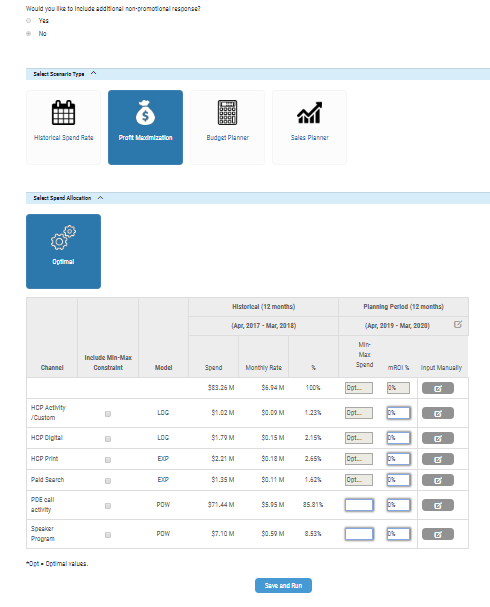 Would you like to include additional non-promotional response?
Yes
No
Select Scenario Type
Historical Spend Rate Profit Maximization Budget Planner Sales Planner
Select Spend Allocation
Optimal
Historical (12 months) Planning Period (12 months)
(Apr, 2017 - Mar, 2018) (Apr, 2019 - Mar, 2020)
Channel Include Min-Max Constraint Model Spend Monthly Rate % Min-Max Spend mROI % Input Manually
$83.26 M $6.94 M 100% Opt... 0%
HCP Activity /Custom LOG $1.02 M $0.09 M 1.23% Opt... 0%
HCP Digital LOG $1.79 M $0.15 M 2.15% Opt... 0%
HCP Print EXP $2.21 M $0.18 M 2.65% Opt... 0%
Paid Search EXP $1.35 M $0.11 M 1.62% Opt... 0%
PDE call activity POW $71.44 M $5.95 M 85.81% 0%
Speaker Program POW $7.10 M $0.59 M 8.53% 0%
*Opt = Optimal values.
Save and Run